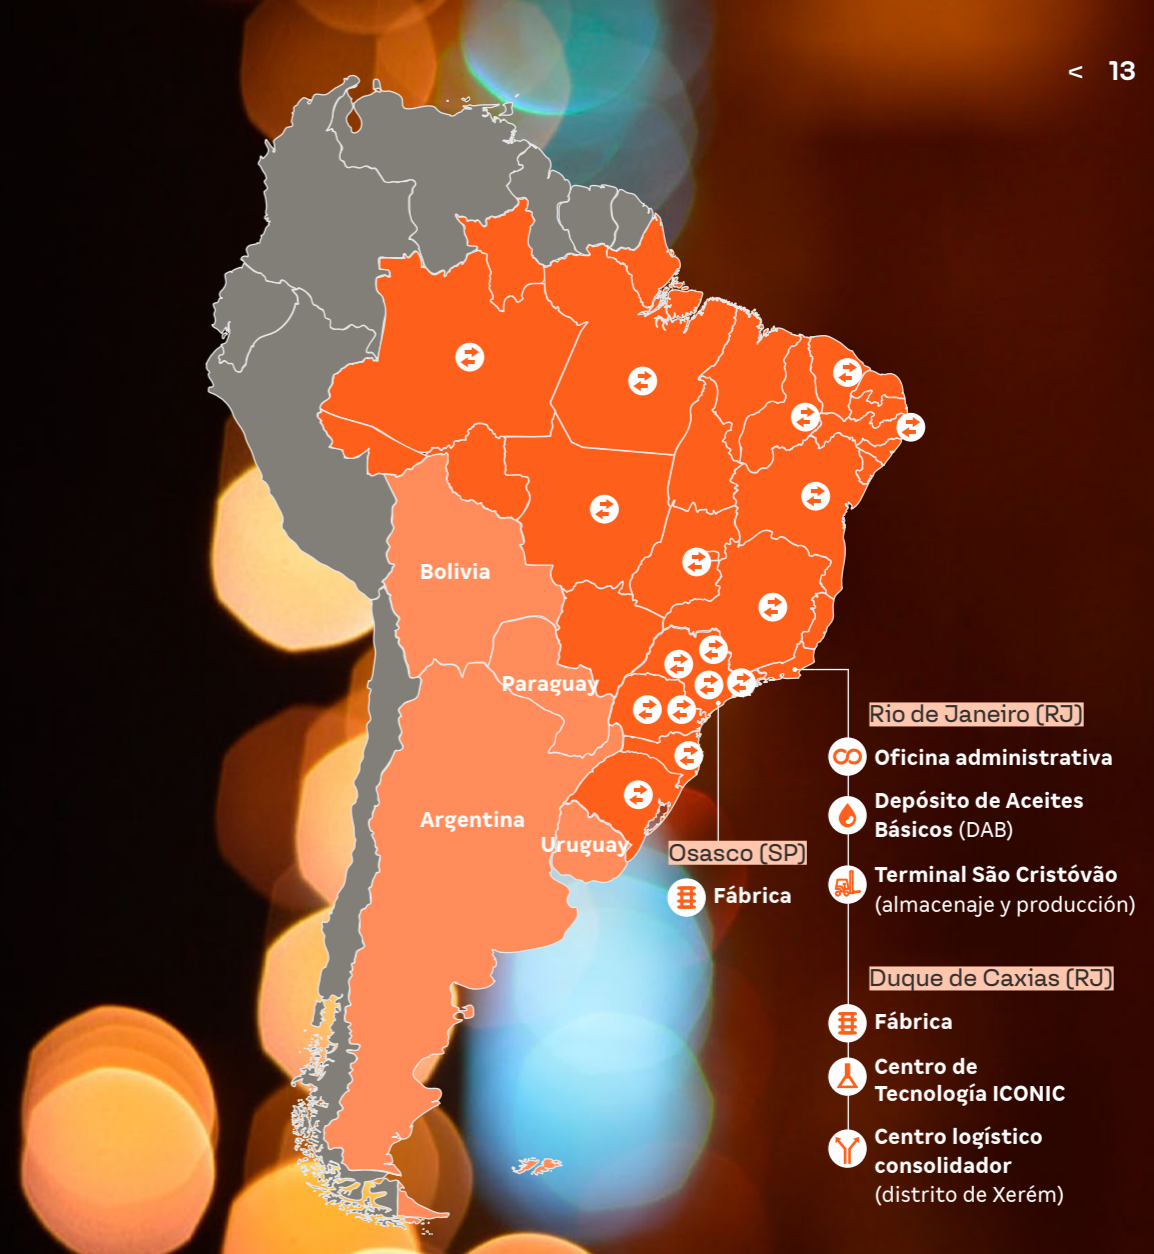 < 13
Bolivia
Paraguay
Argentina
Uruguay
Osasco (SP)
Fábrica
Rio de Janeiro (RJ)
Oficina administrativa
Depósito de Aceites
Básicos (DAB)
Terminal São Cristóvão
(almacenaje y producción)
Duque de Caxias (RJ)
Fábrica
Centro de
Tecnología ICONIC
Centro logístico
consolidador
(distrito de Xerém)